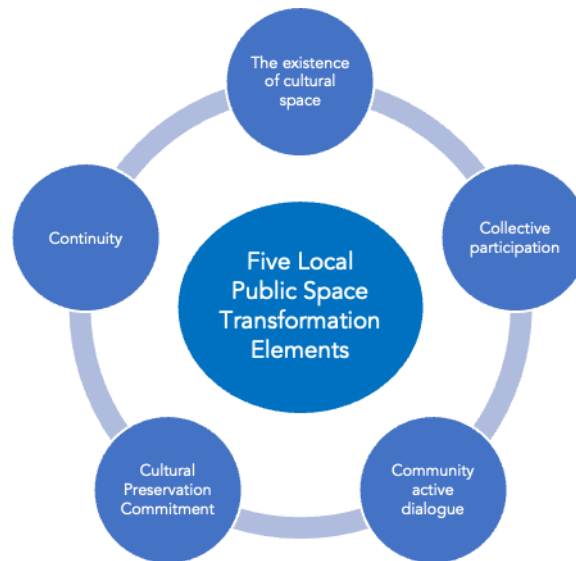 The existence
of cultural
space
Collective
participation
Community
active
dialogue
Cultural
Preservation
Commitment
Continuity
Five Local
Public Space
Transformation
Elements